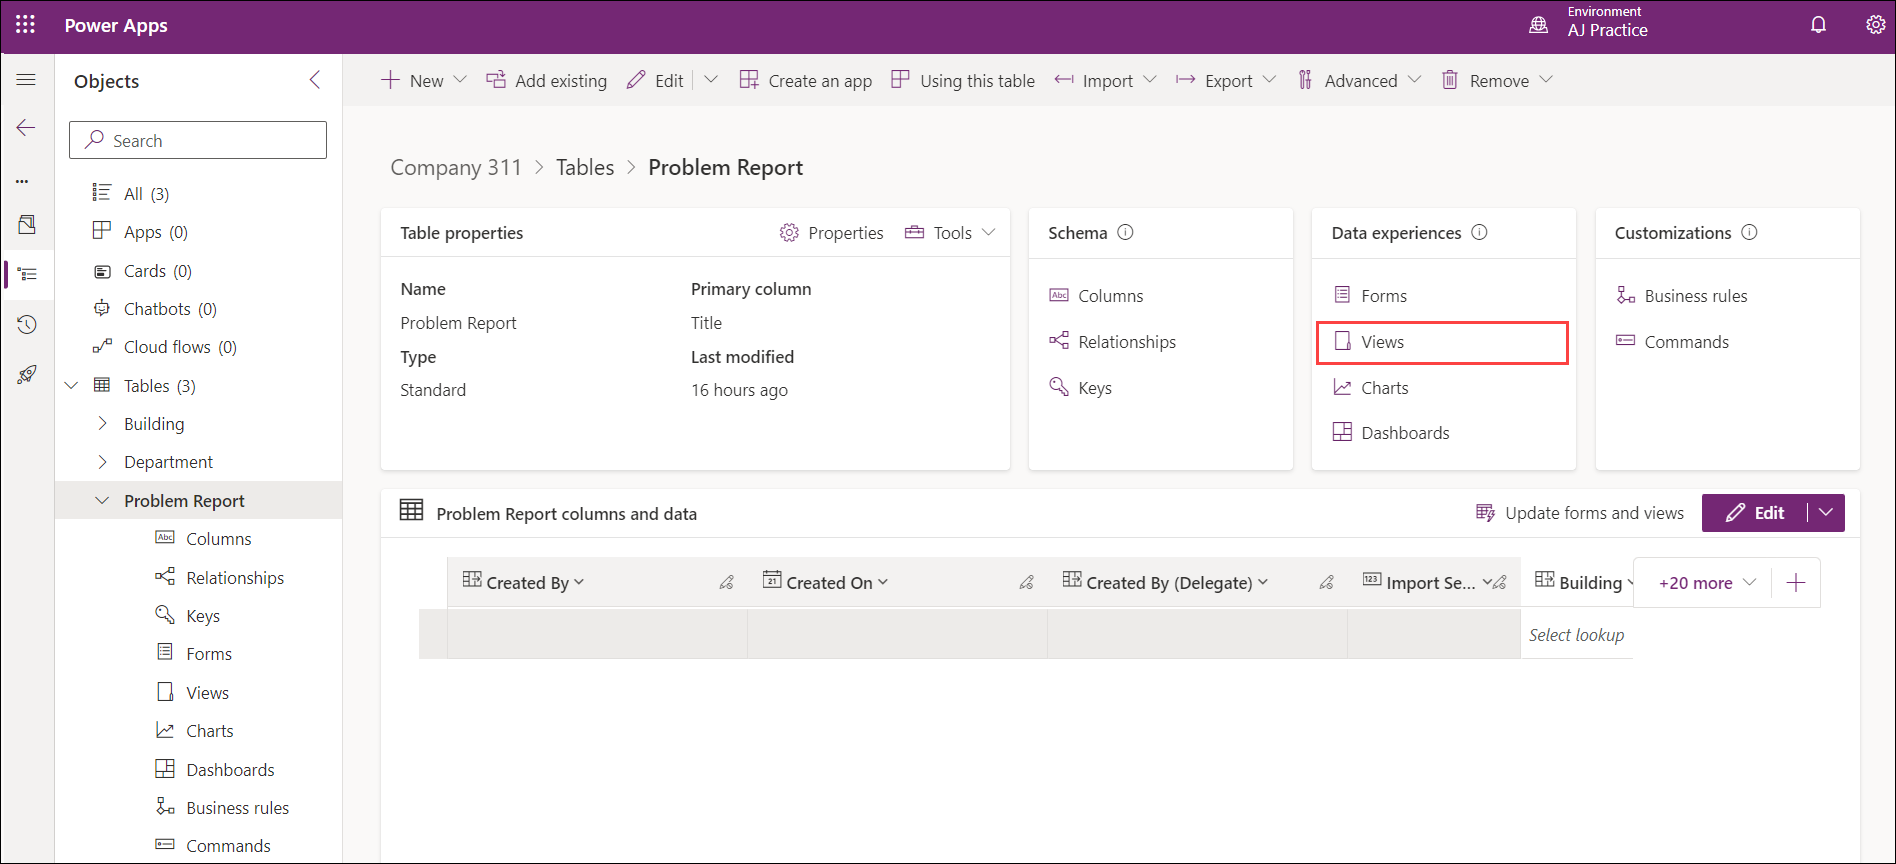 Power Apps
Environment
AJ Practice
Objects
Search
All (3)
Apps (0)
Cards (0)
Chatbots (0)
Cloud flows (0)
Tables (3)
Building
Department
Problem Report
Columns
Relationships
Keys
Forms
Views
Charts
Dashboards
Business rules
Commands
New
Add existing
Edit
Create an app
Using this table
Import
Export
Advanced
Remove
Company 311 > Tables > Problem Report
Table properties
Properties
Tools
Name
Problem Report
Type
Standard
Primary column
Title
Last modified
16 hours ago
Schema
Columns
Relationships
Keys
Data experiences
Forms
Views
Charts
Dashboards
Customizations
Business rules
Commands
Problem Report columns and data
Update forms and views
Edit
Created By
Created On
Created By (Delegate)
Import Se...
Building
+20 more
Select lookup